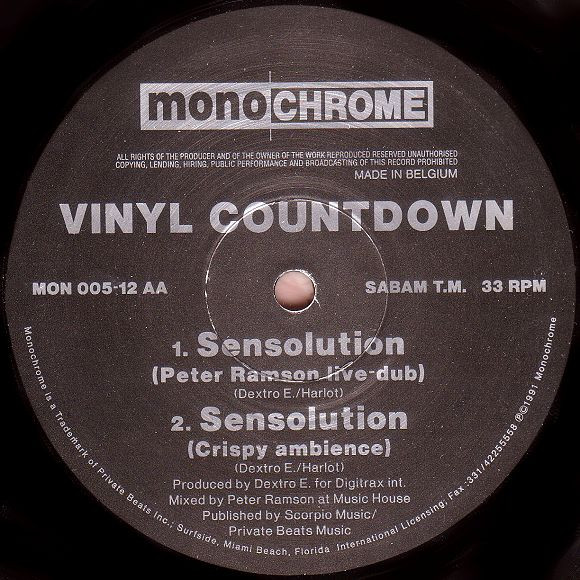 monoCHROME
ALL RIGHTS OF THE PRODUCER AND OF THE OWNER OF THE WORK REPRODUCED RESERVED UNAUTHORISED
COPYING, LENDING, HIRING, PUBLIC PERFORMANCE AND BROADCASTING OF THIS RECORD PROHIBITED
MADE IN BELGIUM
VINYL COUNTDOWN
MON 005-12 AA
SABAM T.M. 33 RPM
1. Sensolution
(Peter Ramson live-dub)
(Dextro E./Harlot)
2. Sensolution
(Crispy ambience)
(Dextro E./Harlot)
Produced by Dextro E. for Digitrax int.
Mixed by Peter Ramson at Music House
Published by Scorpio Music/
Private Beats Music
Monochrome is a Trademark of Private Beats Inc., Surfside, Miami Beach, Florida International Licensing, Fax .331/42255558 ℗©1991 Monochrome